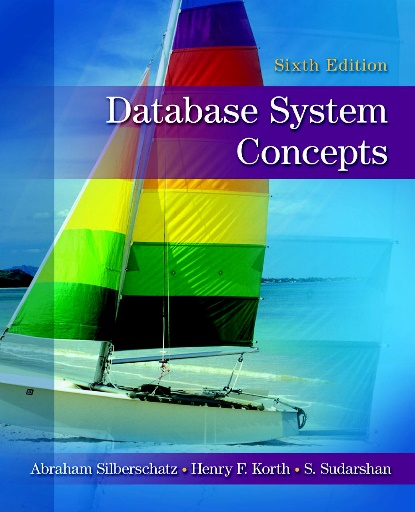 Sixth Edition
Database System
Concepts
Abraham Silberschatz • Henry F. Korth • S. Sudarshan